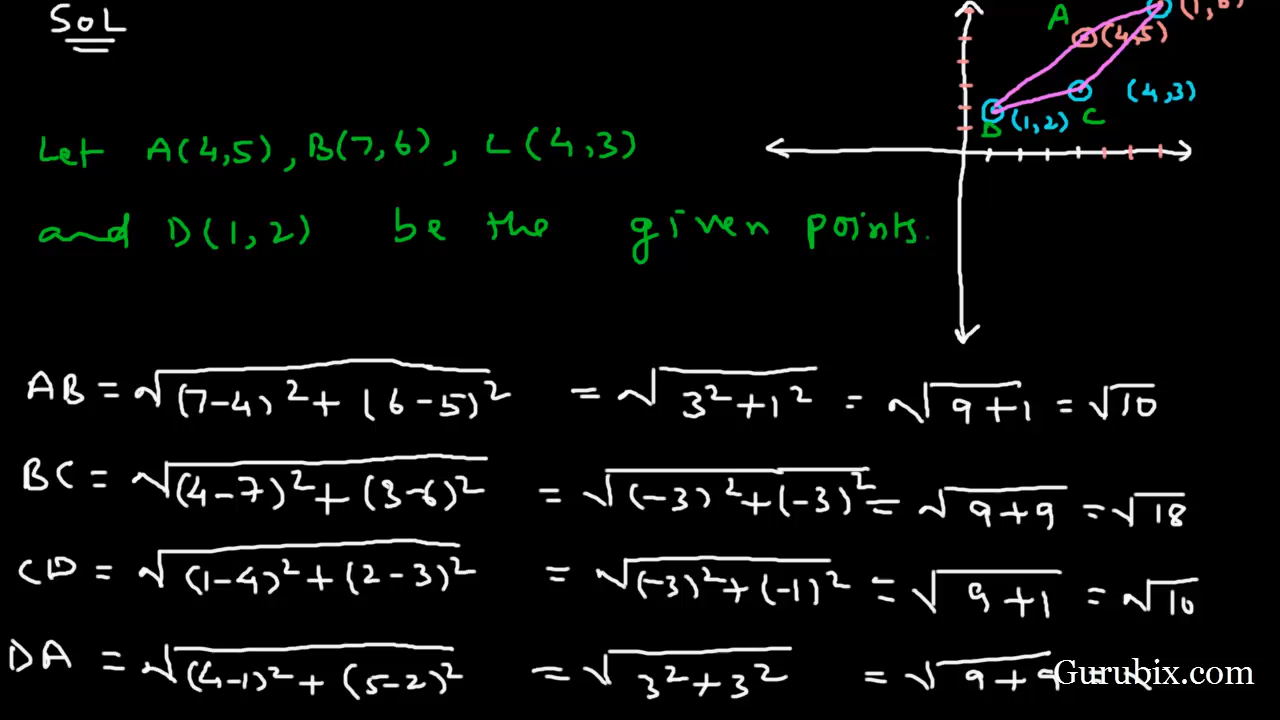 SOL
A
(4,5)
(4,3)
B (1,2) C
Let A(4,5), B(7,6), C(4,3)
and D(1,2) be the given points.
AB = √(7-4)² + (6-5)² = √3²+1² = √9+1 = √10
BC = √(4-7)² + (3-6)² = √(-3)²+(-3)² = √9+9 = √18
CD = √(1-4)² + (2-3)² = √(-3)²+(-1)² = √9+1 = √10
DA = √(4-1)² + (5-2)² = √3²+3² = √9+9
Gurubix.com